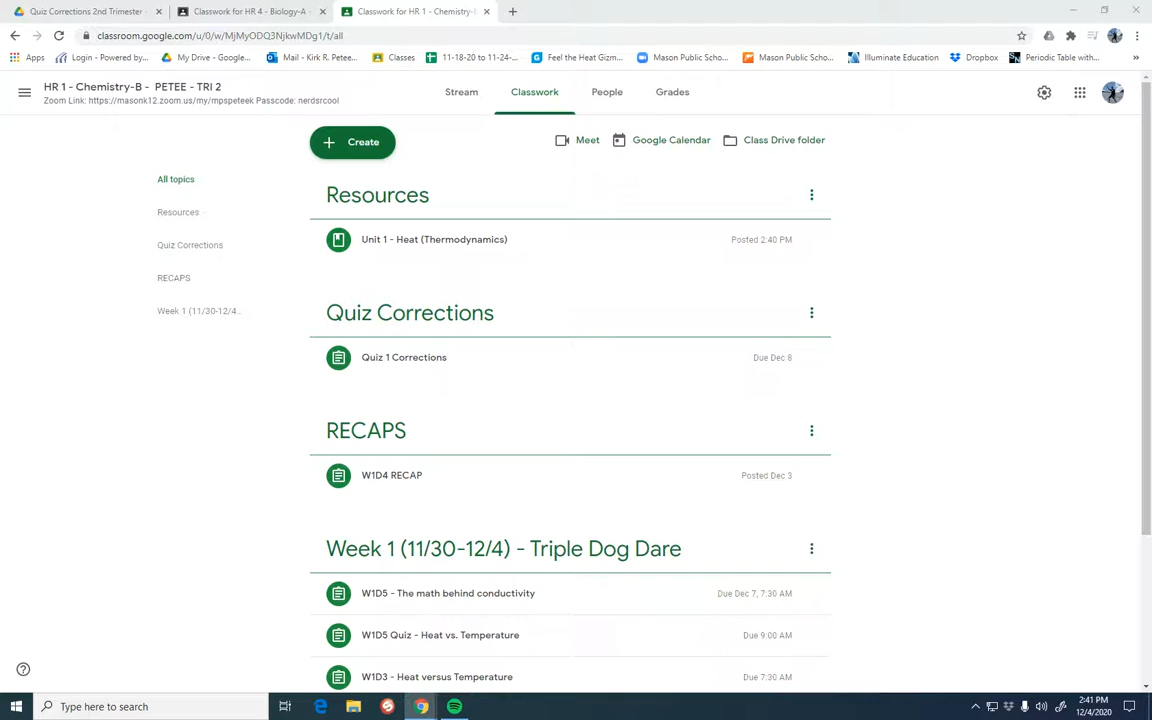 Quiz Corrections 2nd Trimester
Classwork for HR 4 - Biology-A -
Classwork for HR 1 - Chemistry-
classroom.google.com/u/0/w/MjMyODQ3NjkwMDg1/t/all
Apps
Login - Powered by...
My Drive - Google...
Mail - Kirk R. Petee...
Classes
11-18-20 to 11-24-...
Feel the Heat Gizm...
Mason Public Scho...
Mason Public Scho...
Illuminate Education
Dropbox
Periodic Table with...
»
HR 1 - Chemistry-B - PETEE - TRI 2
Zoom Link: https://masonk12.zoom.us/my/mpspeteek Passcode: nerdsrcool
Stream
Classwork
People
Grades
Create
Meet
Google Calendar
Class Drive folder
All topics
Resources
Quiz Corrections
RECAPS
Week 1 (11/30-12/4...
Resources
Unit 1 - Heat (Thermodynamics)
Posted 2:40 PM
Quiz Corrections
Quiz 1 Corrections
Due Dec 8
RECAPS
W1D4 RECAP
Posted Dec 3
Week 1 (11/30-12/4) - Triple Dog Dare
W1D5 - The math behind conductivity
Due Dec 7, 7:30 AM
W1D5 Quiz - Heat vs. Temperature
Due 9:00 AM
W1D3 - Heat versus Temperature
Due 7:30 AM
Type here to search
2:41 PM
12/4/2020